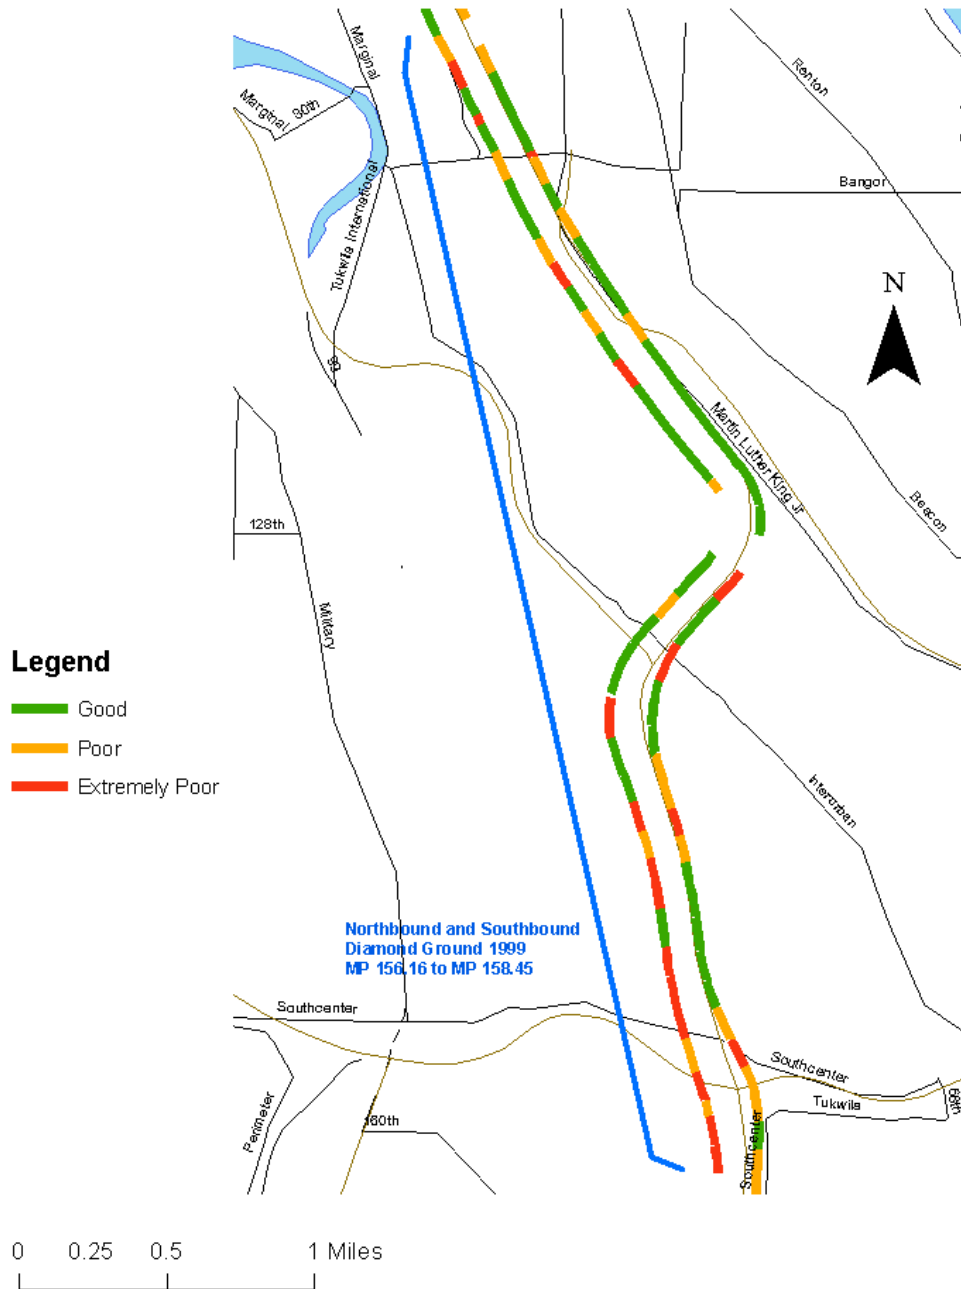 Marginal
Marginal
80th
Renton
Bangor
Tukwila International
N
99
Martin Luther King Jr
Beacon
128th
Military
Legend
Good
Poor
Extremely Poor
Interurban
Northbound and Southbound
Diamond Ground 1999
MP 156.16 to MP 158.45
Southcenter
Southcenter
Tukwila
66th
Perimeter
160th
Southcenter
0 0.25 0.5 1 Miles